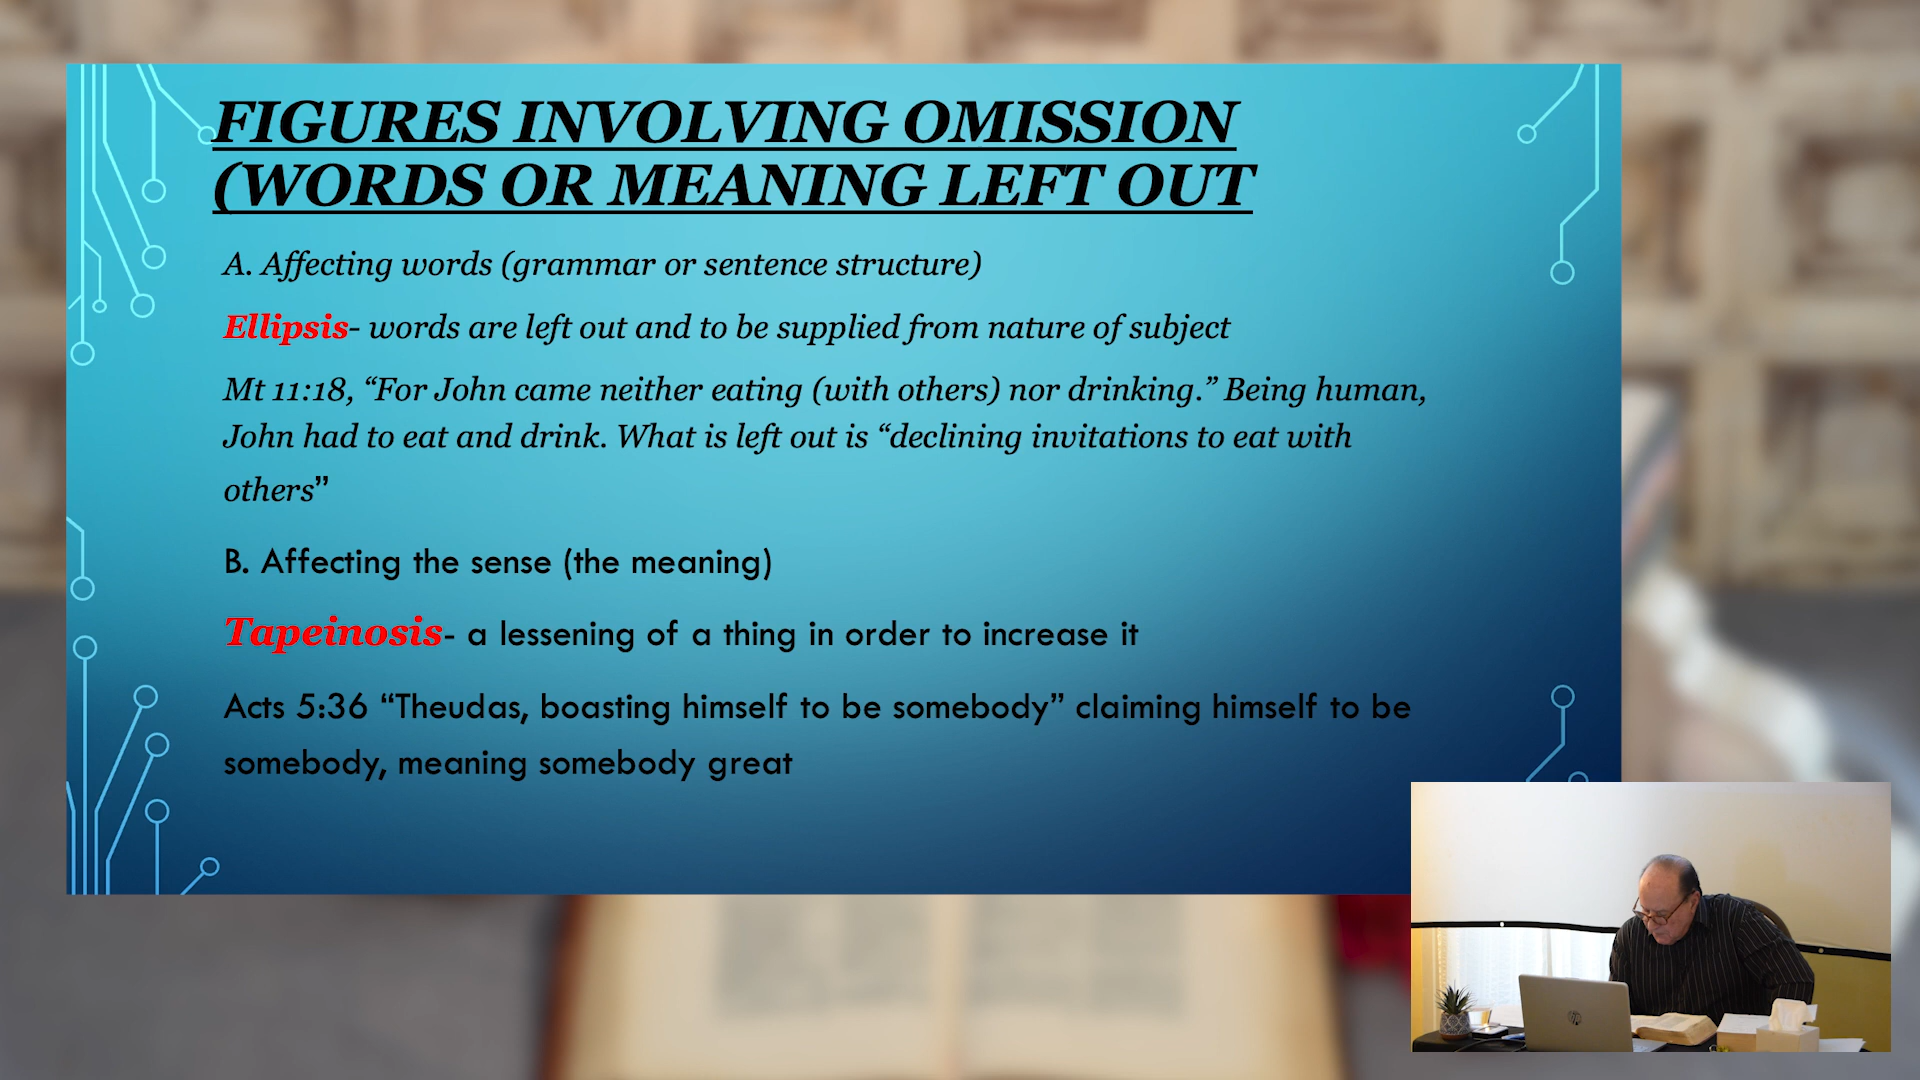 FIGURES INVOLVING OMISSION
(WORDS OR MEANING LEFT OUT
A. Affecting words (grammar or sentence structure)
Ellipsis- words are left out and to be supplied from nature of subject
Mt 11:18, “For John came neither eating (with others) nor drinking.” Being human,
John had to eat and drink. What is left out is “declining invitations to eat with
others”
B. Affecting the sense (the meaning)
Tapeinosis- a lessening of a thing in order to increase it
Acts 5:36 “Theudas, boasting himself to be somebody” claiming himself to be
somebody, meaning somebody great